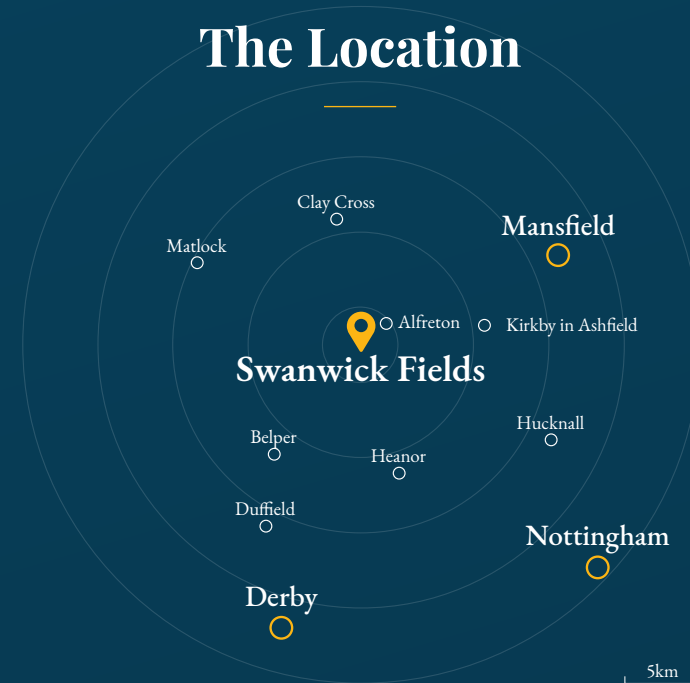 The Location
Clay Cross
Mansfield
Matlock
Alfreton
Kirkby in Ashfield
Swanwick Fields
Hucknall
Belper
Heanor
Duffield
Nottingham
Derby
5km